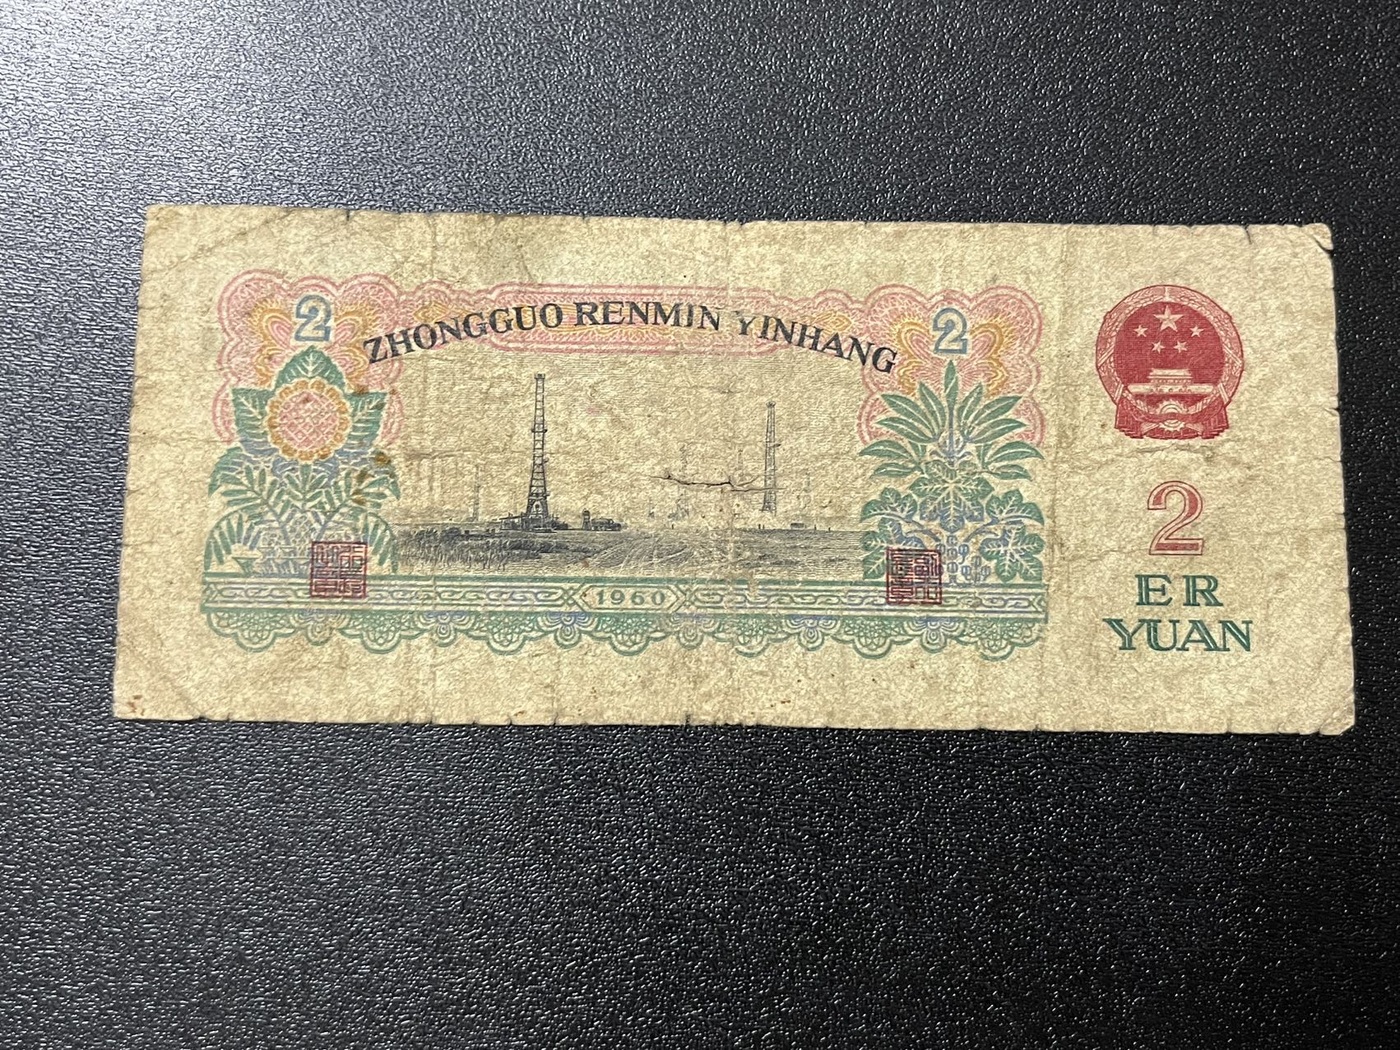 2
2
ZHONGGUO RENMIN YINHANG
1960
2
ER
YUAN